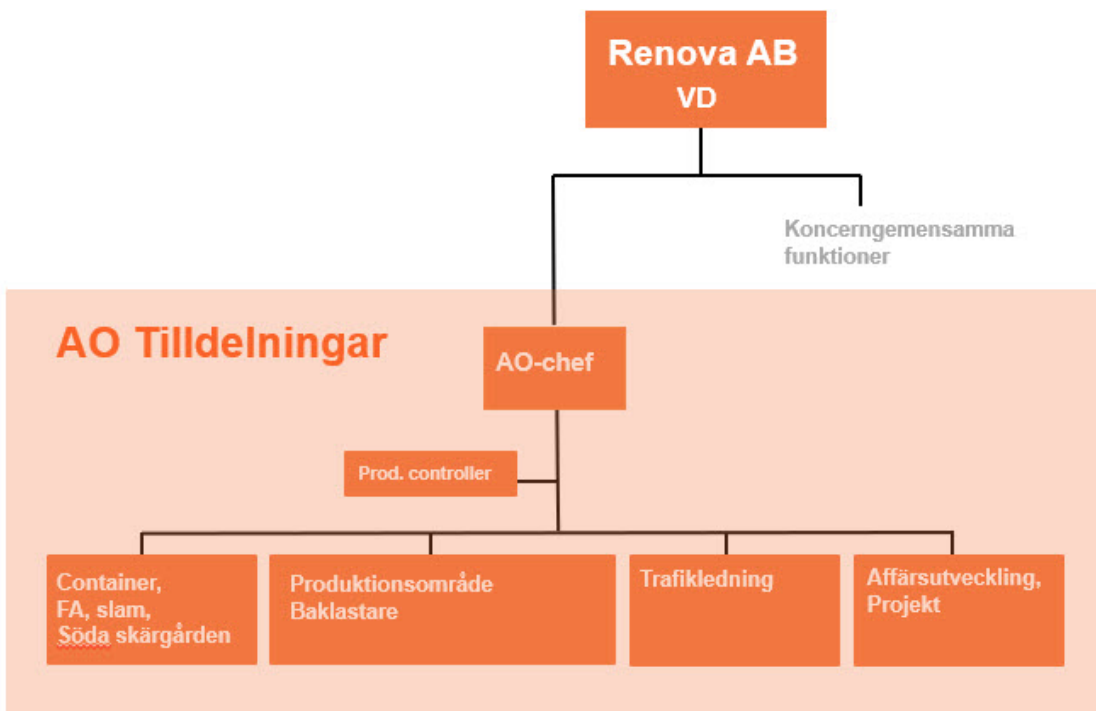 Renova AB
VD
Koncerngemensamma
funktioner
AO Tilldelningar
AO-chef
Prod. controller
Container,
FA, slam,
Söda skärgården
Produktionsområde
Baklastare
Trafikledning
Affärsutveckling,
Projekt